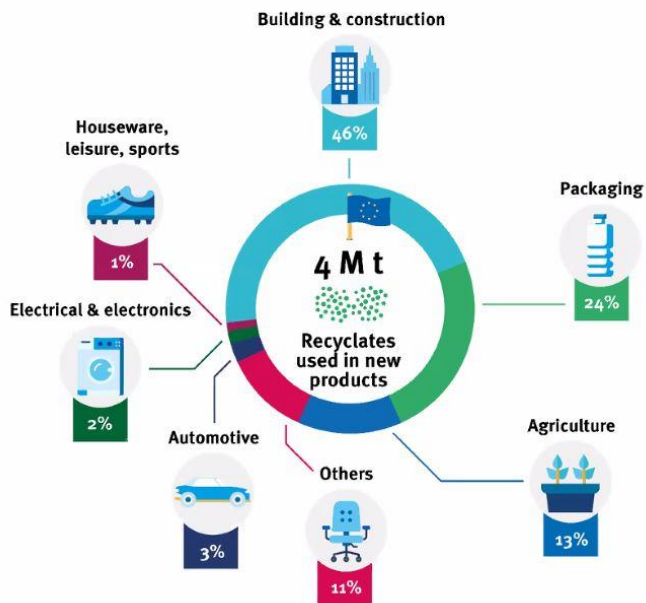 Building & construction
46%
Houseware,
leisure, sports
1%
Packaging
24%
4 Mt
Recyclates
used in new
products
Electrical & electronics
2%
Automotive
3%
Others
11%
Agriculture
13%